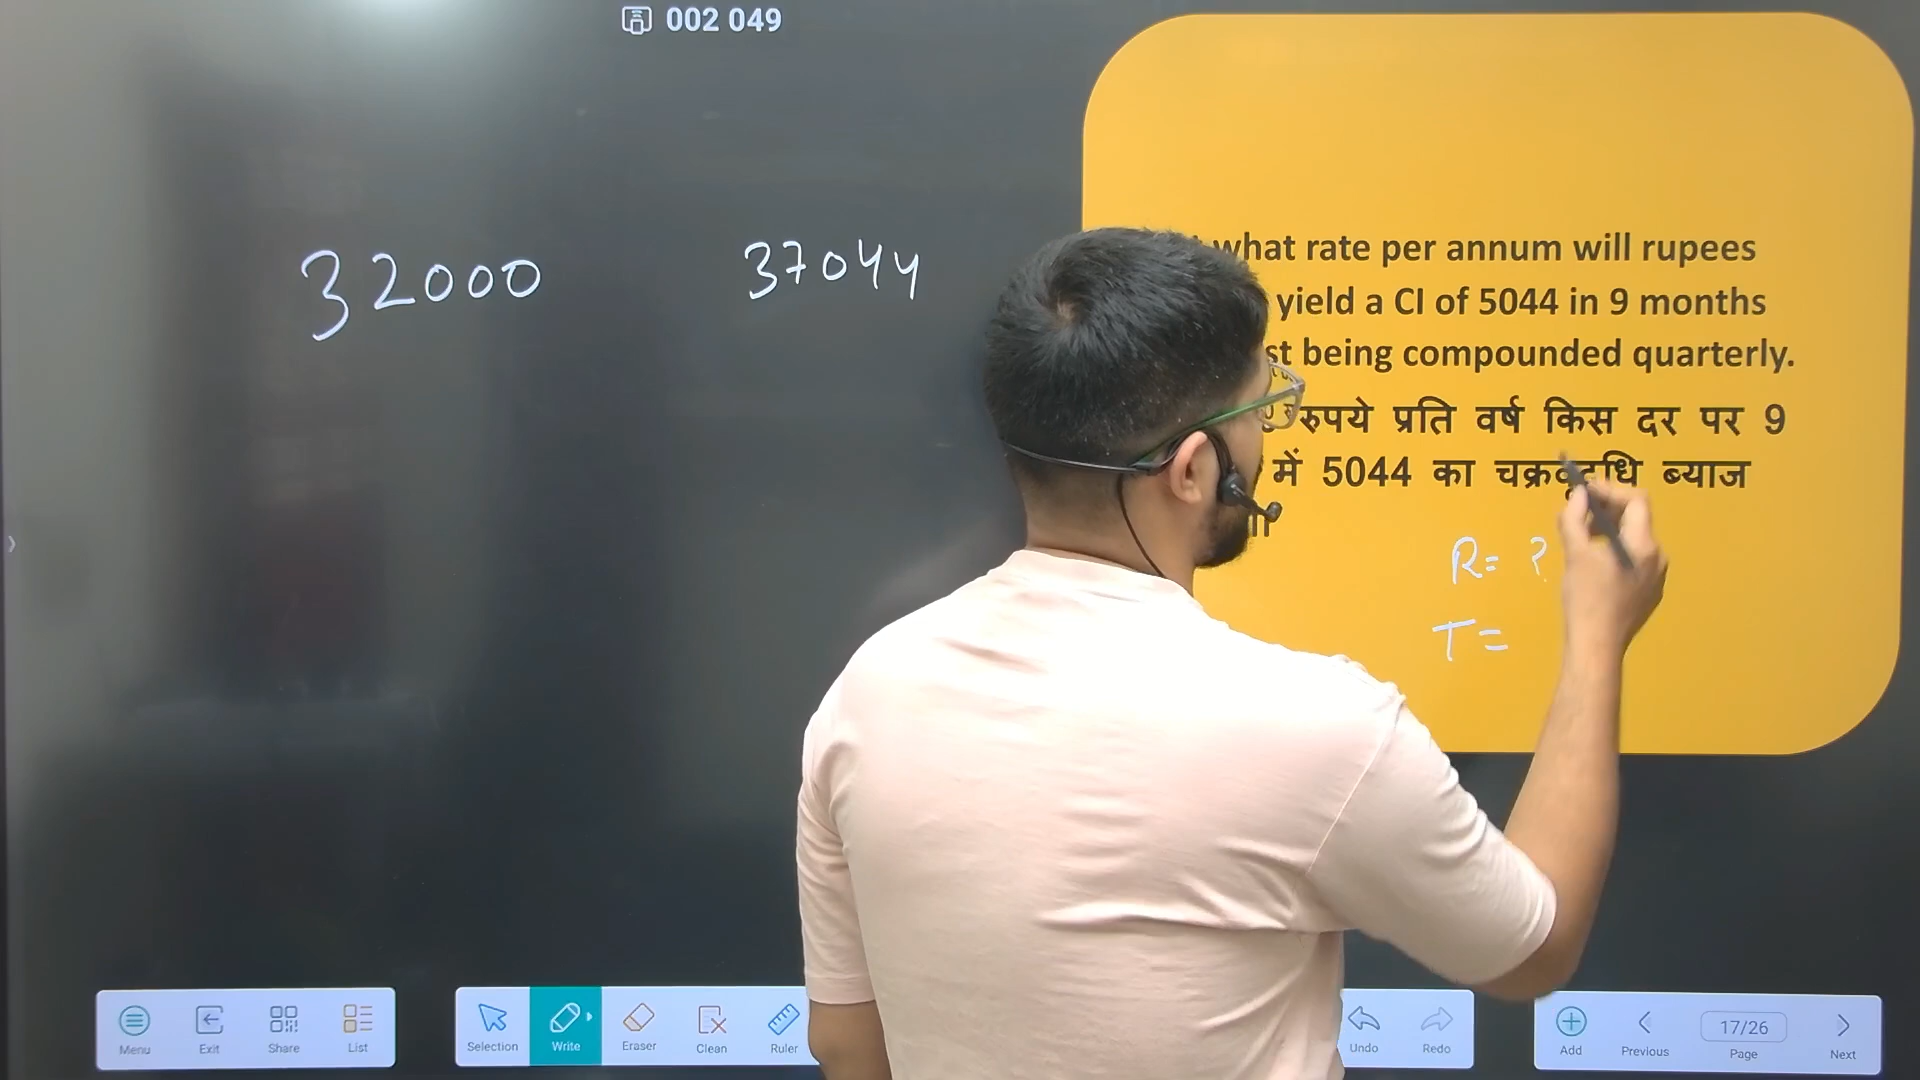 002 049
32000
37044
what rate per annum will rupees
yield a CI of 5044 in 9 months
being compounded quarterly.
रुपये प्रति वर्ष किस दर पर 9
में 5044 का चक्रवृद्धि ब्याज
R= ?
T=
Menu
Exit
Share
List
Selection
Write
Eraser
Clean
Ruler
Undo
Redo
Add
Previous
17/26
Page
Next